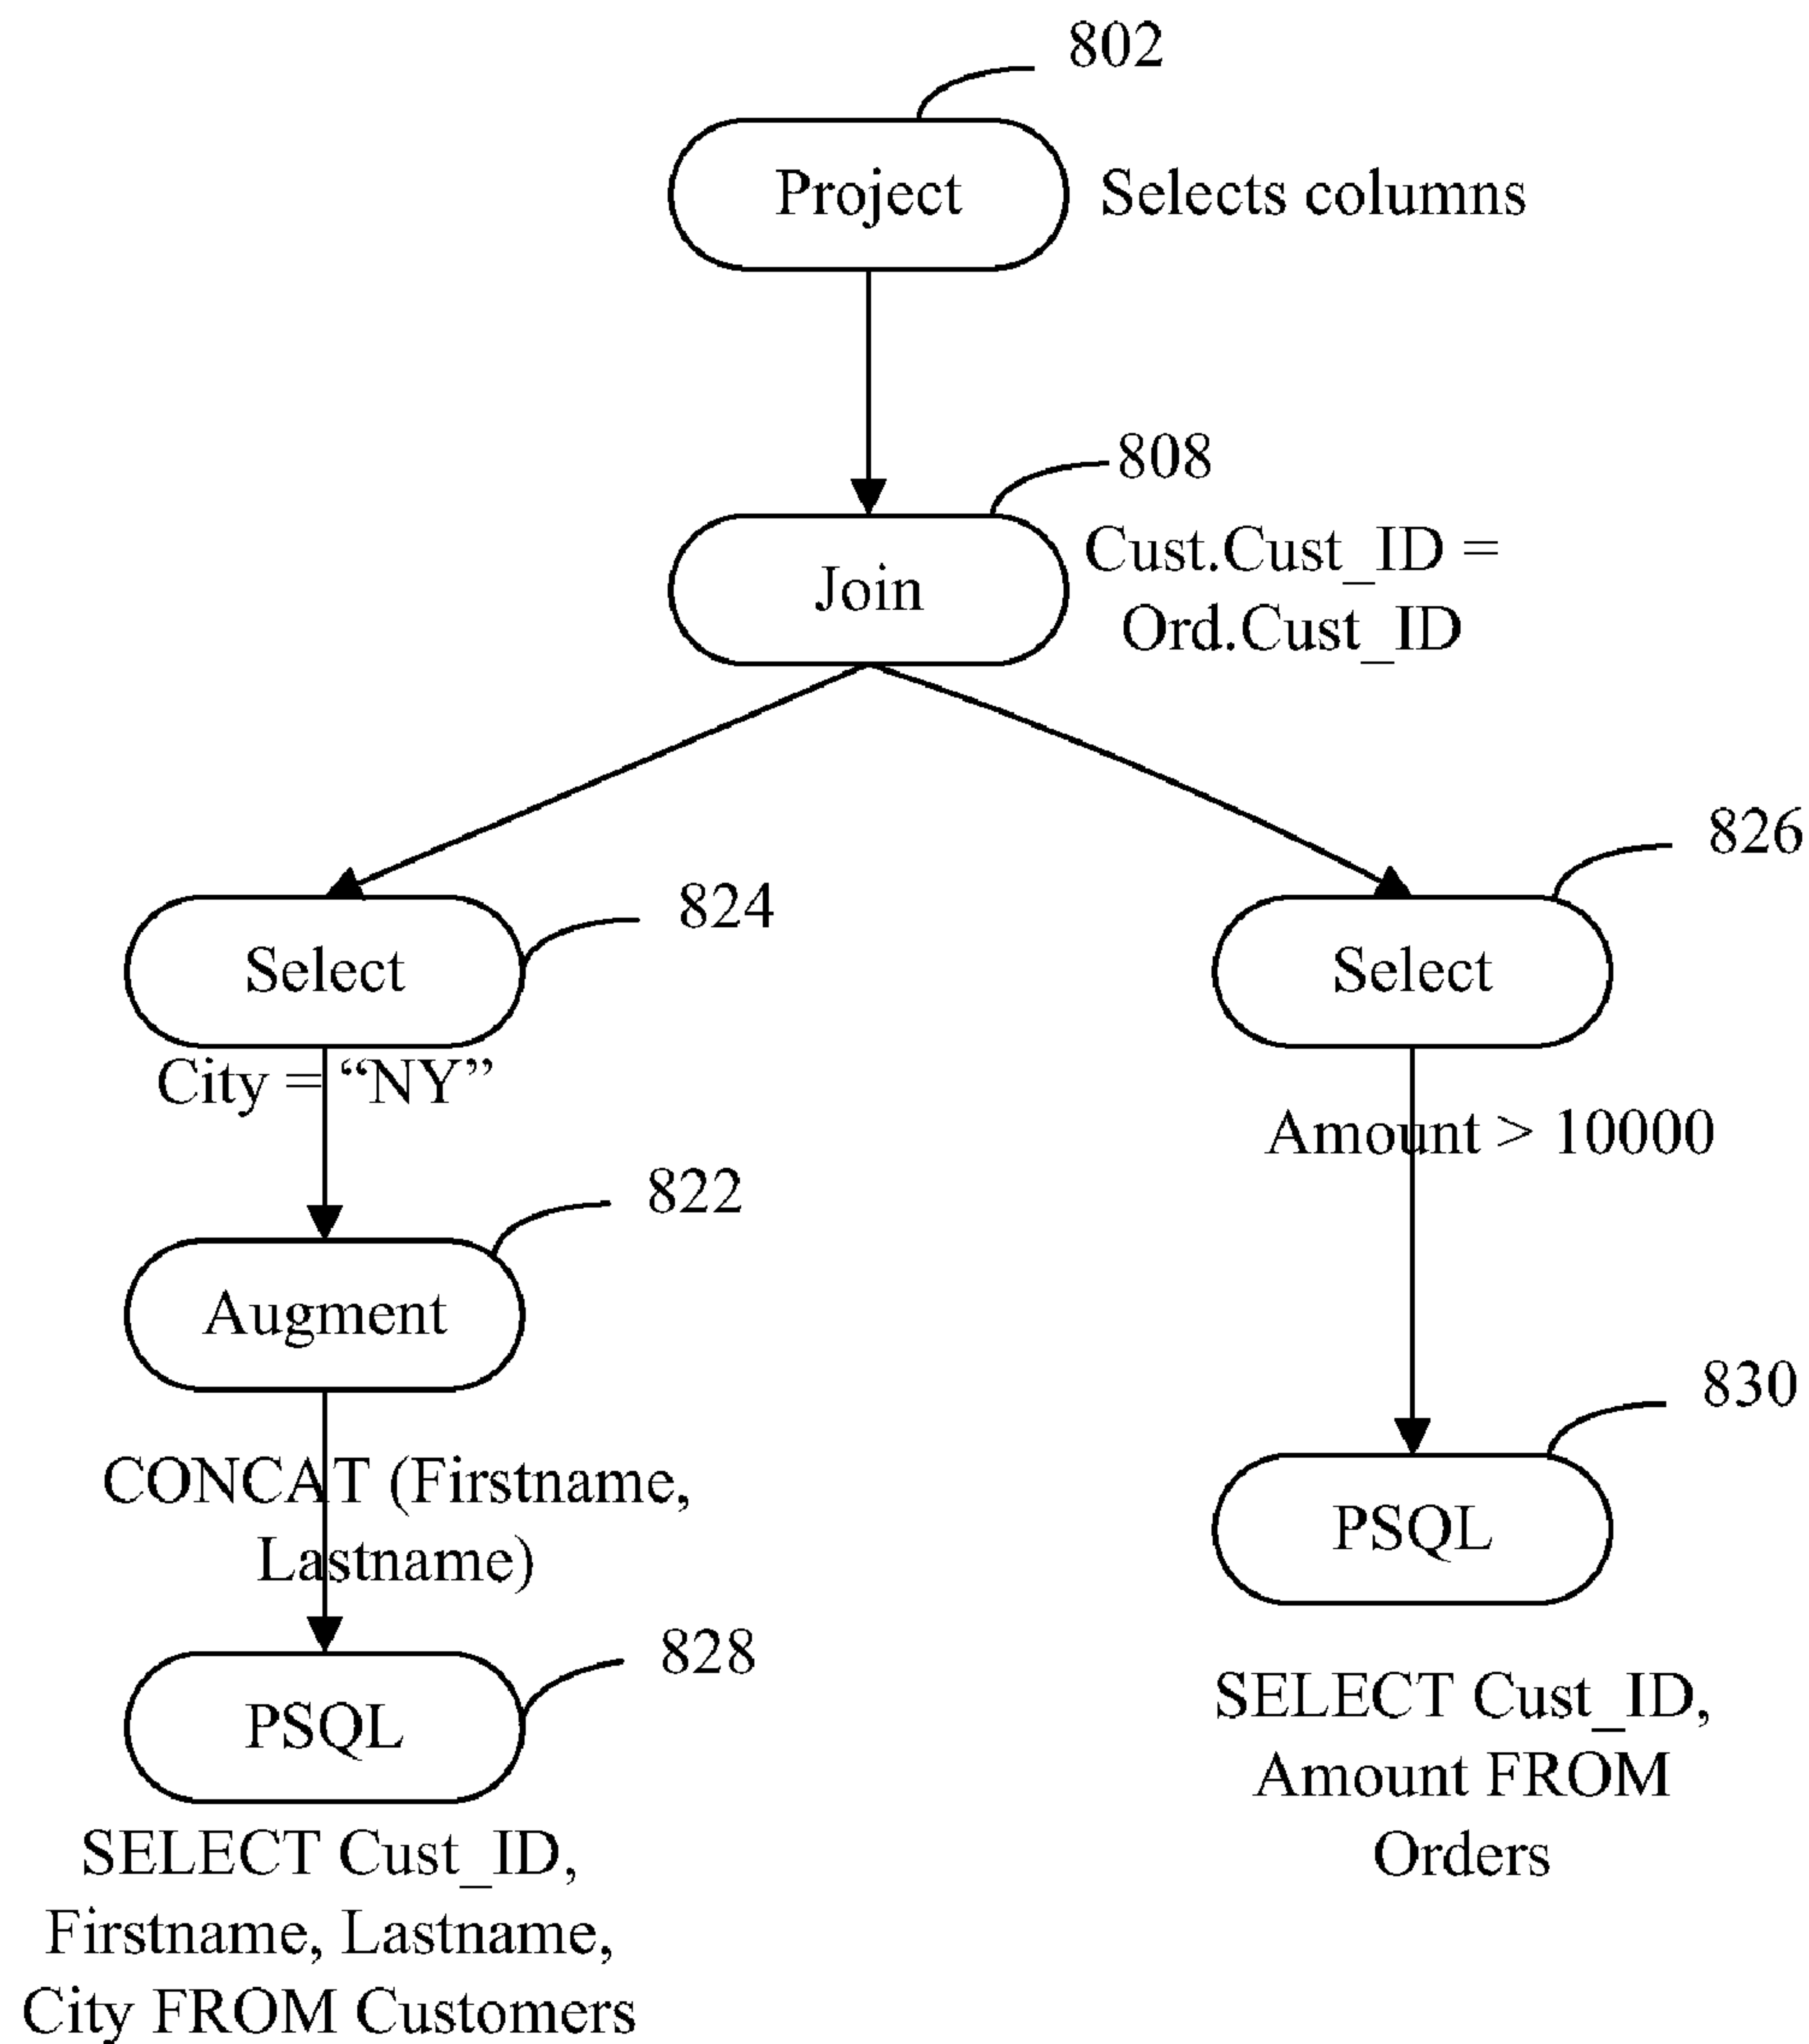 802
Project
Selects columns
808
Join
Cust.Cust_ID =
Ord.Cust_ID
824
Select
City = “NY”
826
Select
Amount > 10000
822
Augment
CONCAT (Firstname,
Lastname)
830
PSQL
SELECT Cust_ID,
Amount FROM
Orders
828
PSQL
SELECT Cust_ID,
Firstname, Lastname,
City FROM Customers